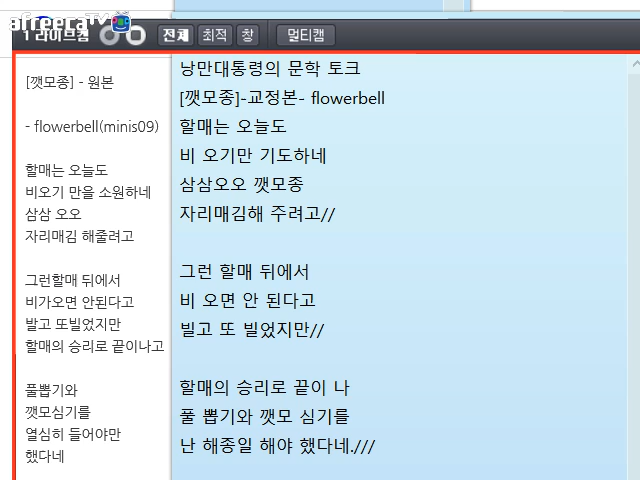 afreecaTV
1 라이브캠
전체 최적 창 멀티캠
[깻모종] - 원본
- flowerbell(minis09)
할매는 오늘도
비오기 만을 소원하네
삼삼 오오
자리매김 해줄려고
그런할매 뒤에서
비가오면 안된다고
발고 또빌었지만
할매의 승리로 끝이나고
풀뽑기와
깻모심기를
열심히 들어야만
했다네
낭만대통령의 문학 토크
[깻모종]-교정본- flowerbell
할매는 오늘도
비 오기만 기도하네
삼삼오오 깻모종
자리매김해 주려고//
그런 할매 뒤에서
비 오면 안 된다고
빌고 또 빌었지만//
할매의 승리로 끝이 나
풀 뽑기와 깻모 심기를
난 해종일 해야 했다네.///